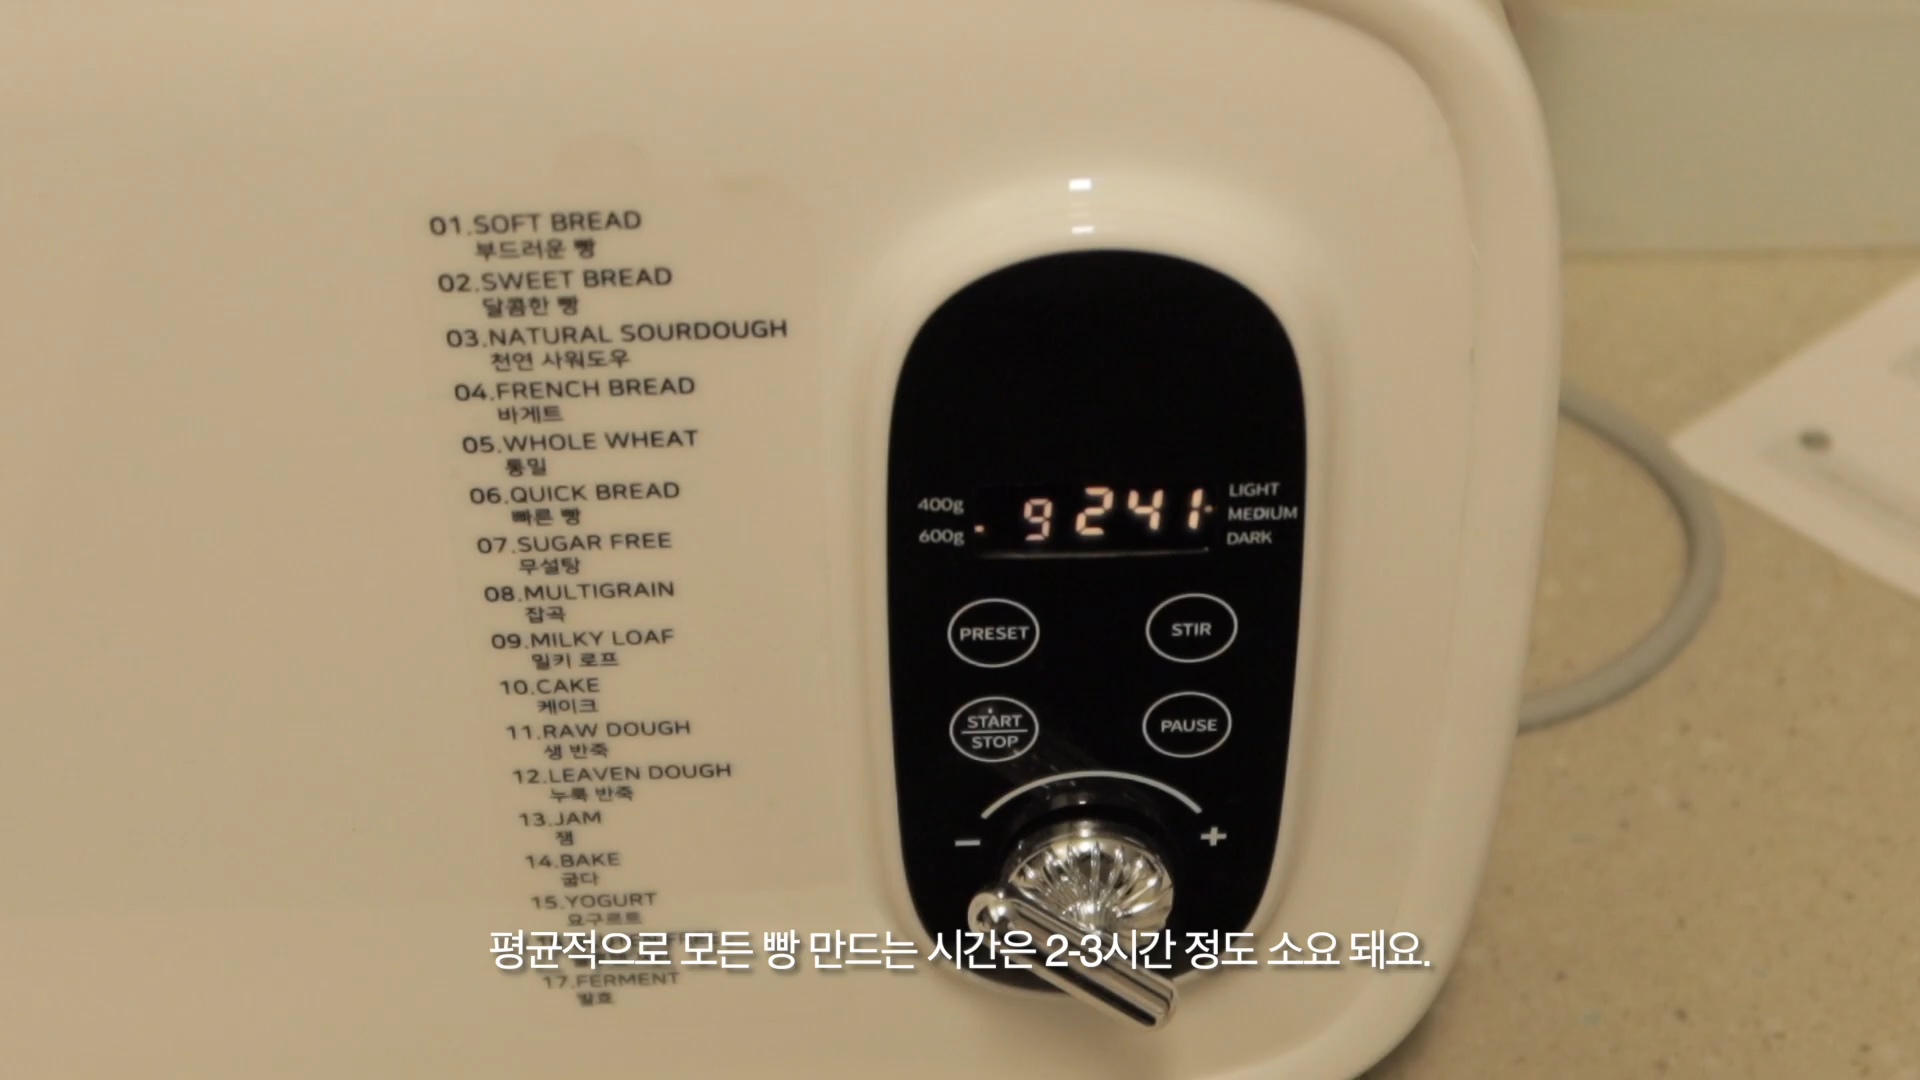 01.SOFT BREAD
부드러운 빵
02.SWEET BREAD
달콤한 빵
03.NATURAL SOURDOUGH
천연 사워도우
04.FRENCH BREAD
바게트
05.WHOLE WHEAT
통밀
06.QUICK BREAD
빠른 빵
07.SUGAR FREE
무설탕
08.MULTIGRAIN
잡곡
09.MILKY LOAF
밀키 로프
10.CAKE
케이크
11.RAW DOUGH
생 반죽
12.LEAVEN DOUGH
누룩 반죽
13.JAM
잼
14.BAKE
굽다
15.YOGURT
요구르트
17.FERMENT
발효
400g
600g
9 241
LIGHT
MEDIUM
DARK
PRESET
STIR
START
STOP
PAUSE
− +
평균적으로 모든 빵 만드는 시간은 2-3시간 정도 소요 돼요.